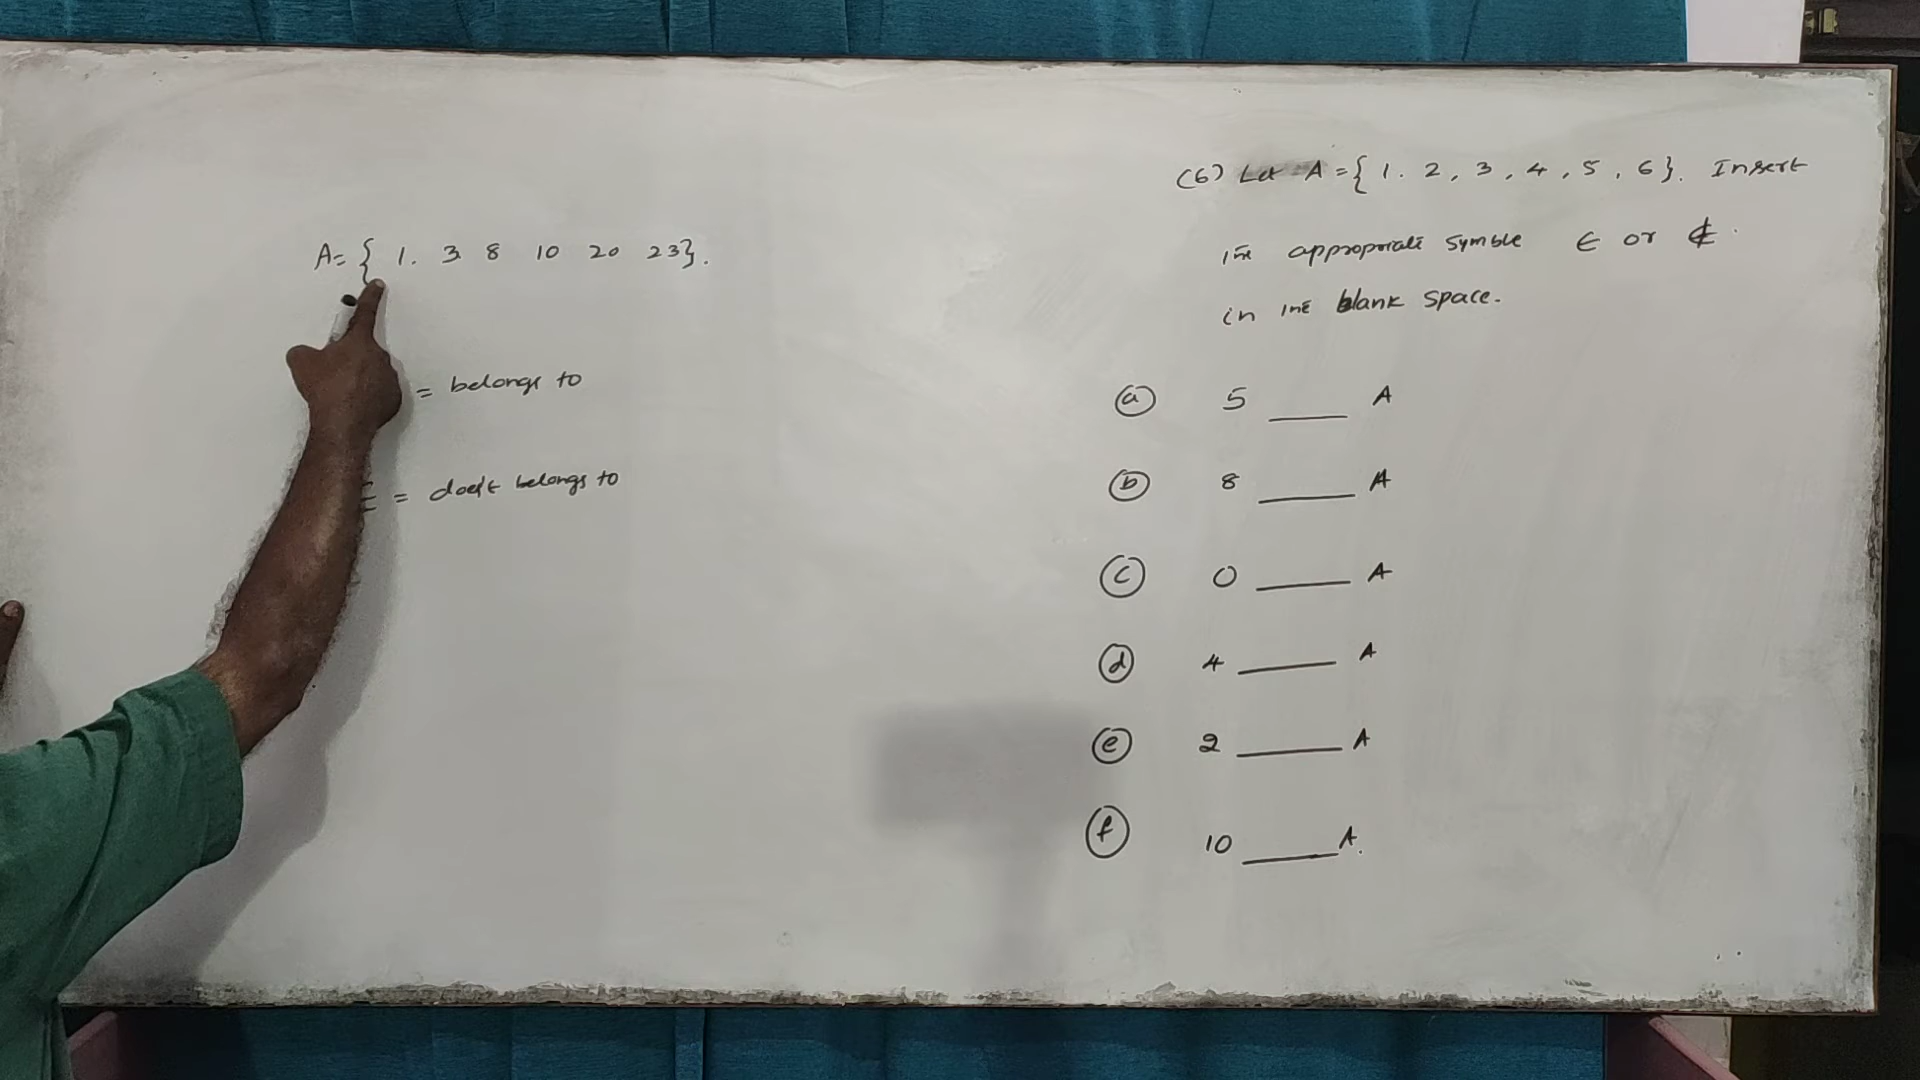 A = { 1. 3 8 10 20 23}.
= belongs to
= does't belongs to
(6) Let A = { 1. 2, 3, 4, 5, 6}. Insert
the appropriate symble ∈ or ∉.
in the blank space.
(a) 5 ____ A
(b) 8 ____ A
(c) 0 ____ A
(d) 4 ____ A
(e) 2 ____ A
(f) 10 ____ A.